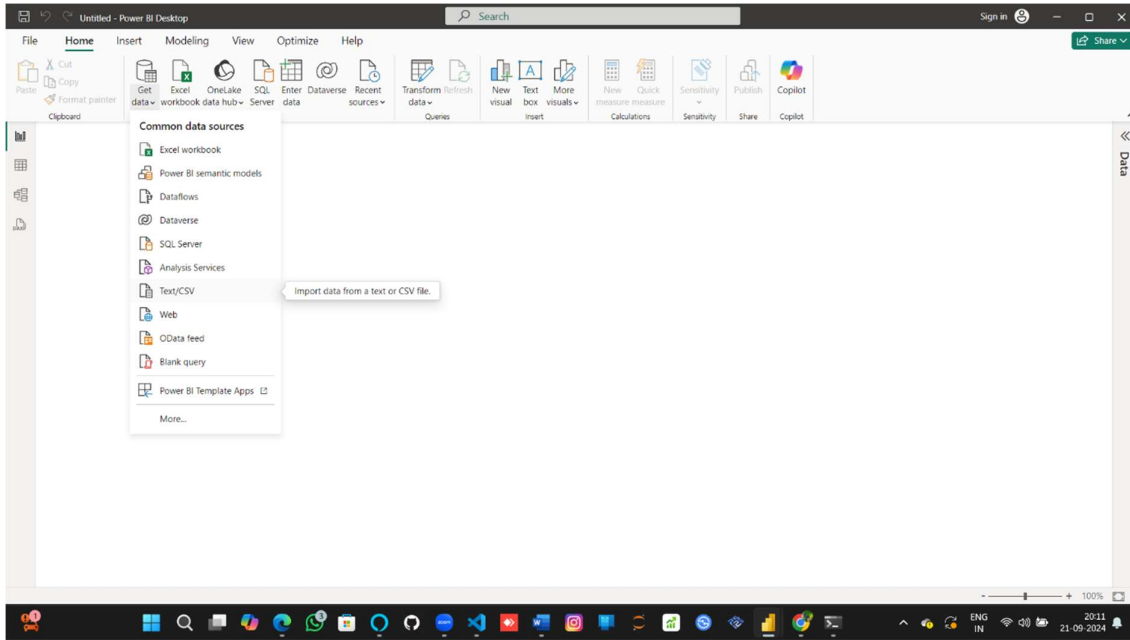 Untitled - Power BI Desktop
Search
Sign in
File Home Insert Modeling View Optimize Help
Share
Paste
Cut
Copy
Format painter
Clipboard
Get data
Excel workbook
OneLake data hub
SQL Server
Enter data
Dataverse
Recent sources
Transform data
Refresh
Queries
New visual
Text box
More visuals
Insert
New measure
Quick measure
Calculations
Sensitivity
Sensitivity
Publish
Share
Copilot
Copilot
Common data sources
Excel workbook
Power BI semantic models
Dataflows
Dataverse
SQL Server
Analysis Services
Text/CSV
Import data from a text or CSV file.
Web
OData feed
Blank query
Power BI Template Apps
More...
Data
100%
ENG
IN
20:11
21-09-2024